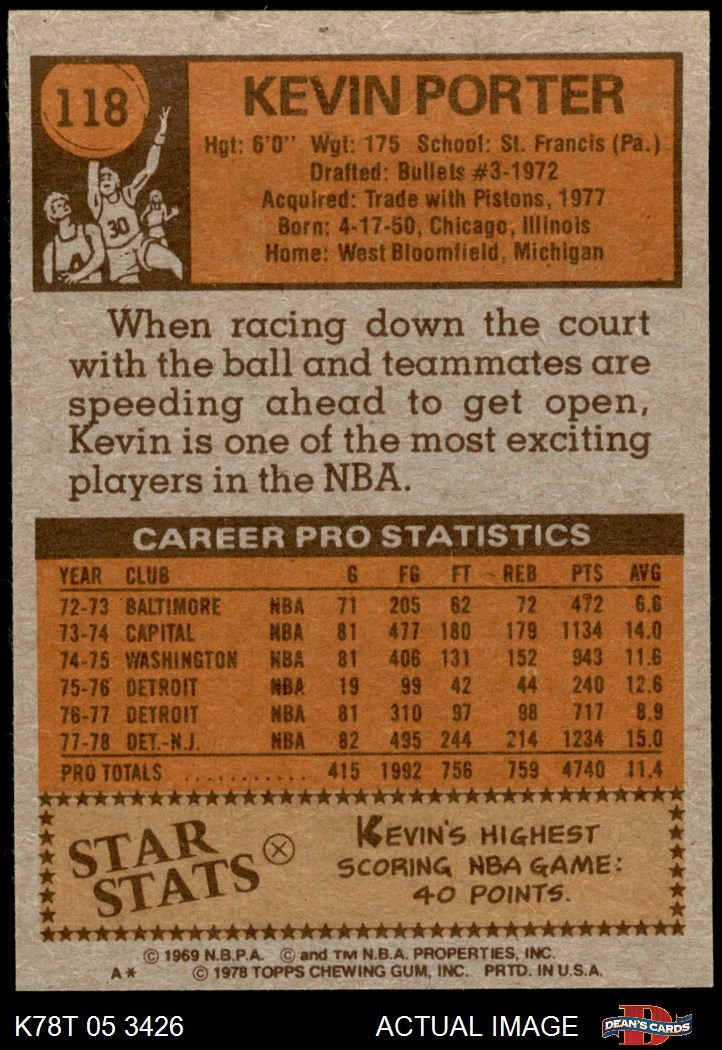 118
KEVIN PORTER
Hgt: 6'0" Wgt: 175 School: St. Francis (Pa.)
Drafted: Bullets #3-1972
Acquired: Trade with Pistons, 1977
Born: 4-17-50, Chicago, Illinois
Home: West Bloomfield, Michigan
30
When racing down the court
with the ball and teammates are
speeding ahead to get open,
Kevin is one of the most exciting
players in the NBA.
CAREER PRO STATISTICS
YEAR CLUB G FG FT REB PTS AVG
72-73 BALTIMORE NBA 71 205 62 72 472 6.6
73-74 CAPITAL NBA 81 477 180 179 1134 14.0
74-75 WASHINGTON NBA 81 406 131 152 943 11.6
75-76 DETROIT NBA 19 99 42 44 240 12.6
76-77 DETROIT NBA 81 310 97 98 717 8.9
77-78 DET.-N.J. NBA 82 495 244 214 1234 15.0
PRO TOTALS ........... 415 1992 756 759 4740 11.4
STAR
STATS
KEVIN'S HIGHEST
SCORING NBA GAME:
40 POINTS.
© 1969 N.B.P.A. © and TM N.B.A. PROPERTIES, INC.
A* © 1978 TOPPS CHEWING GUM, INC. PRTD. IN U.S.A.
K78T 05 3426 ACTUAL IMAGE D DEAN'S CARDS